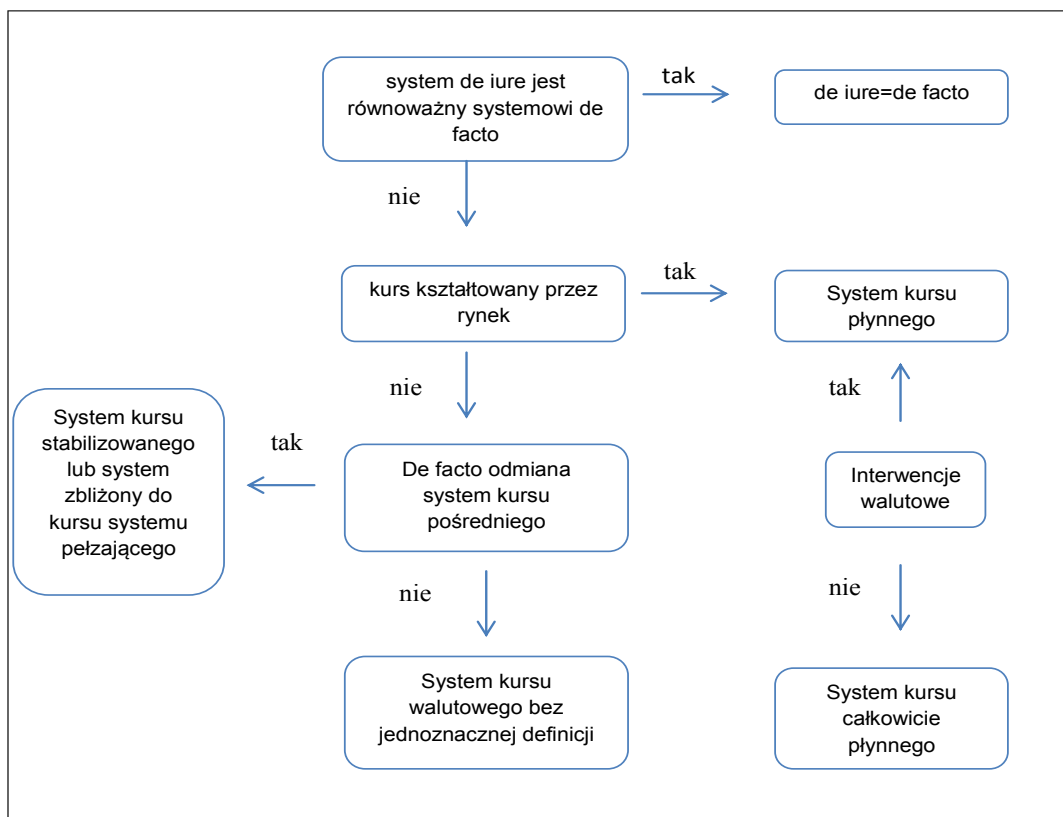 system de iure jest
równoważny systemowi de
facto
tak
de iure=de facto
nie
kurs kształtowany przez
rynek
tak
System kursu
płynnego
nie
tak
System kursu
stabilizowanego
lub system
zbliżony do
kursu systemu
pełzającego
tak
De facto odmiana
system kursu
pośredniego
Interwencje
walutowe
nie
nie
System kursu
walutowego bez
jednoznacznej definicji
System kursu
całkowicie
płynnego